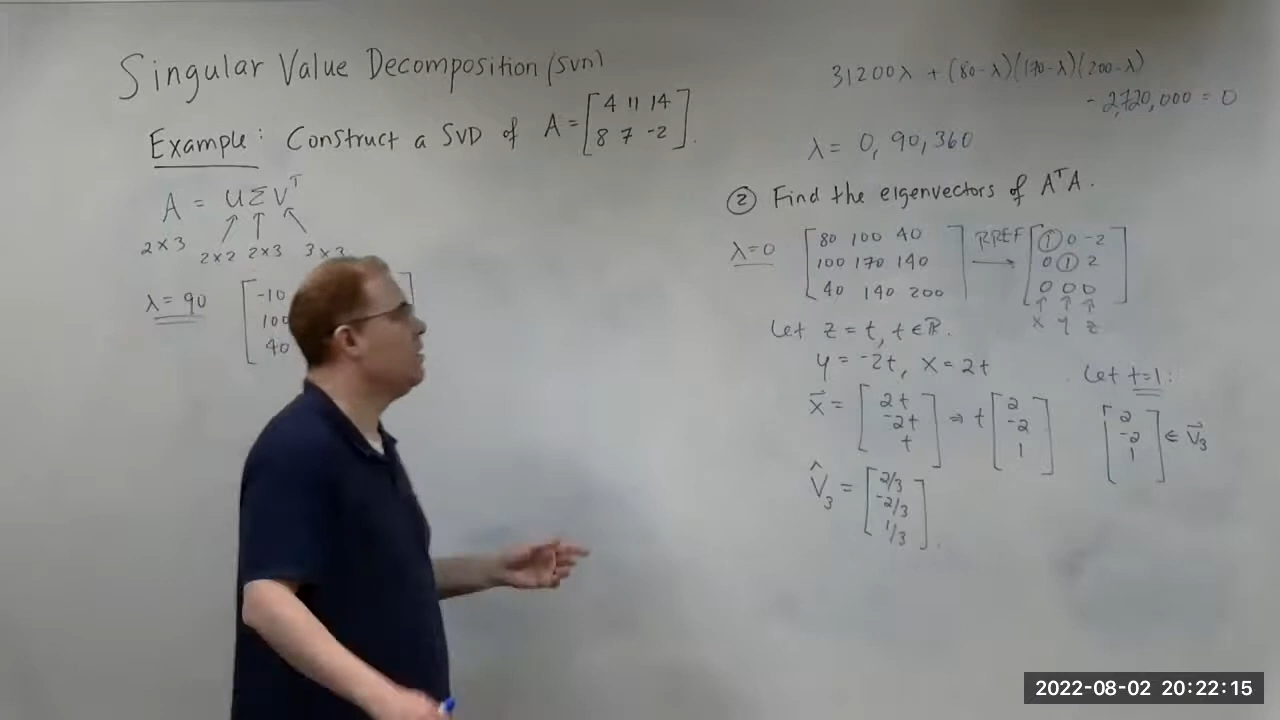 Singular Value Decomposition (SVD)
Example: Construct a SVD of A = [4 11 14
8 7 -2].
A = UΣVᵀ
2×3 2×2 2×3 3×3
λ = 90 [-10
100
40
31200λ + (80-λ)(170-λ)(200-λ)
- 2,720,000 = 0
λ = 0, 90, 360
② Find the eigenvectors of AᵀA.
λ=0 [80 100 40 RREF [1 0 -2
100 170 140 → 0 1 2
40 140 200] 0 0 0]
↑ ↑ ↑
x y z
Let z = t, t ∈ ℝ.
y = -2t, x = 2t
x⃗ = [2t
-2t
t] ⇒ t [2
-2
1]
Let t=1:
[2
-2
1] ∈ V⃗₃
V̂₃ = [2/3
-2/3
1/3].
2022-08-02 20:22:15